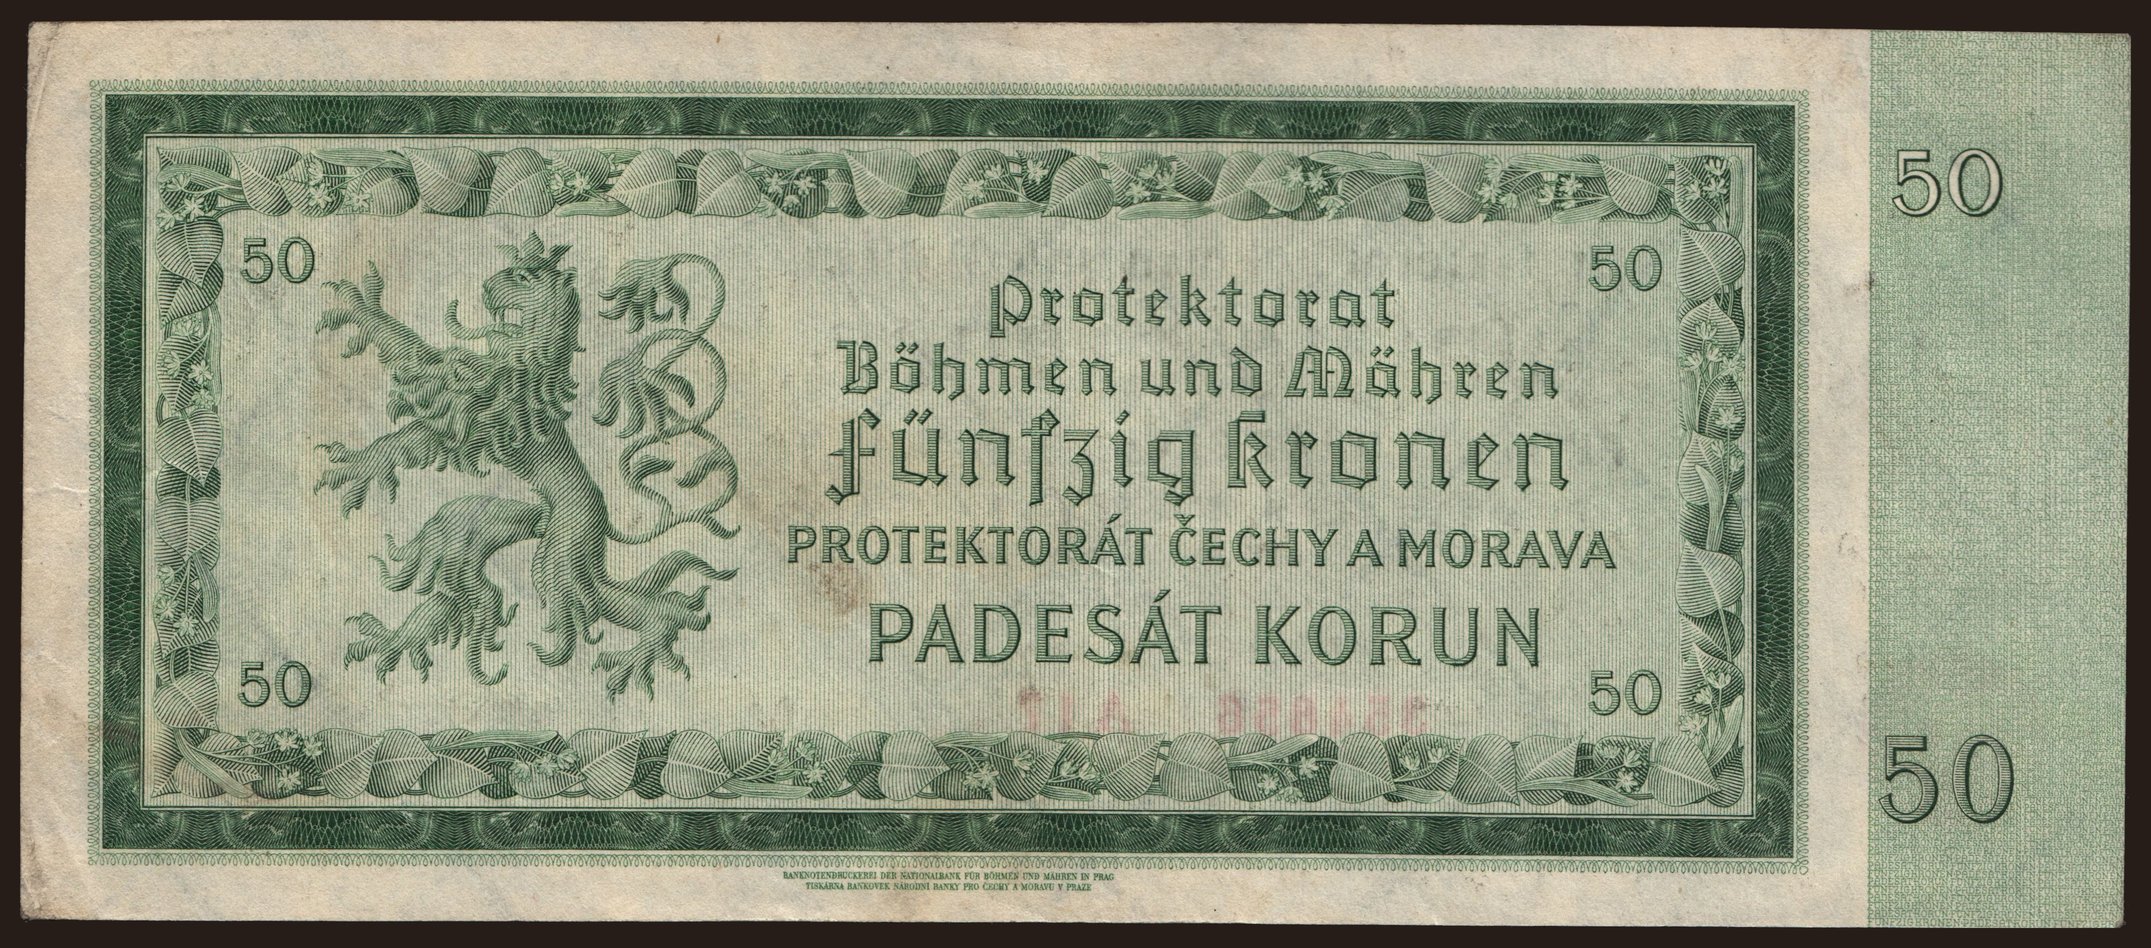 50 50 50
Protektorat
Böhmen und Mähren
Fünfzig Kronen
PROTEKTORÁT ČECHY A MORAVA
PADESÁT KORUN
50 50 50
BANKNOTENDRUCKEREI DER NATIONALBANK FÜR BÖHMEN UND MÄHREN IN PRAG
TISKÁRNA BANKOVEK NÁRODNÍ BANKY PRO ČECHY A MORAVU V PRAZE